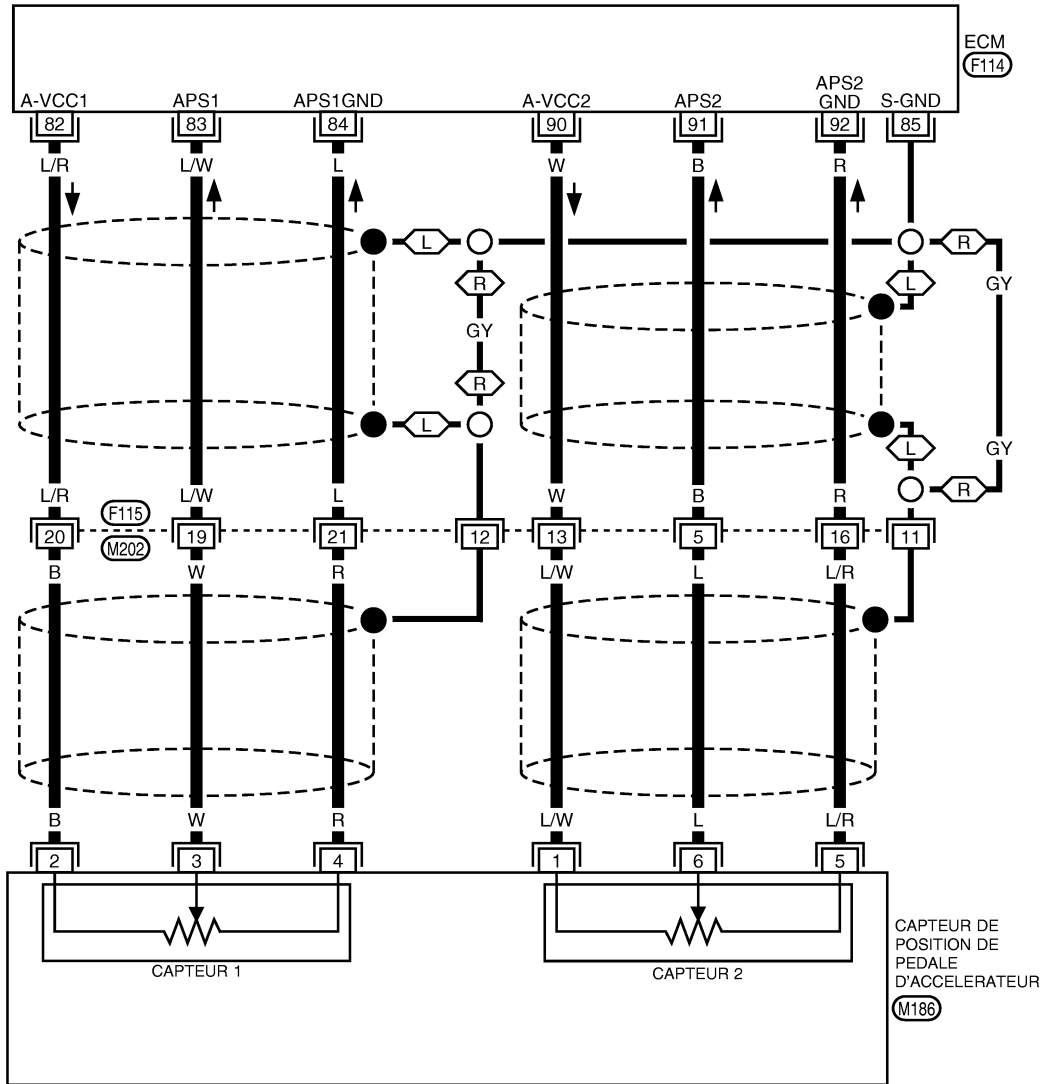 ECM
F114
A-VCC1 APS1 APS1GND A-VCC2 APS2 APS2 GND S-GND
82 83 84 90 91 92 85
L/R L/W L W B R
L R
R L GY
GY
R
L L GY
R
L/R L/W L W B R
F115
20 19 21 12 13 5 16 11
M202
B W R L/W L L/R
B W R L/W L L/R
2 3 4 1 6 5
CAPTEUR 1 CAPTEUR 2
CAPTEUR DE
POSITION DE
PEDALE
D'ACCELERATEUR
M186